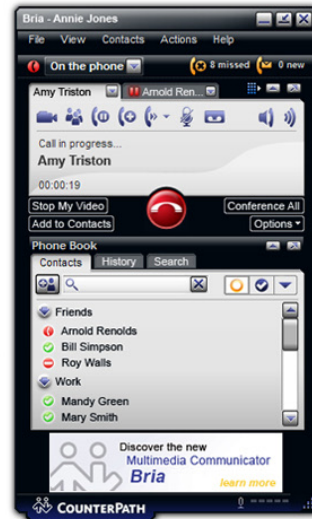 Bria - Annie Jones
File View Contacts Actions Help
On the phone 8 missed 0 new
Amy Triston Arnold Ren...
Call in progress...
Amy Triston
00:00:19
Stop My Video Conference All
Add to Contacts Options
Phone Book
Contacts History Search
Friends
Arnold Renolds
Bill Simpson
Roy Walls
Work
Mandy Green
Mary Smith
Discover the new
Multimedia Communicator
Bria
learn more
COUNTERPATH